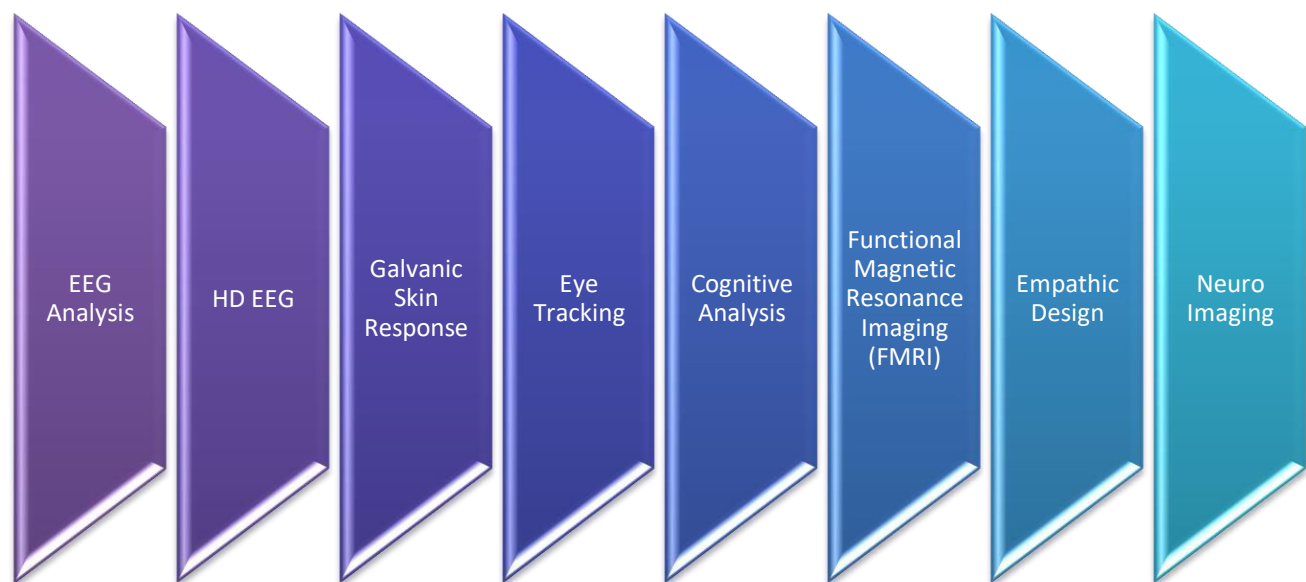 EEG
Analysis
HD EEG
Galvanic
Skin
Response
Eye
Tracking
Cognitive
Analysis
Functional
Magnetic
Resonance
Imaging
(FMRI)
Empathic
Design
Neuro
Imaging